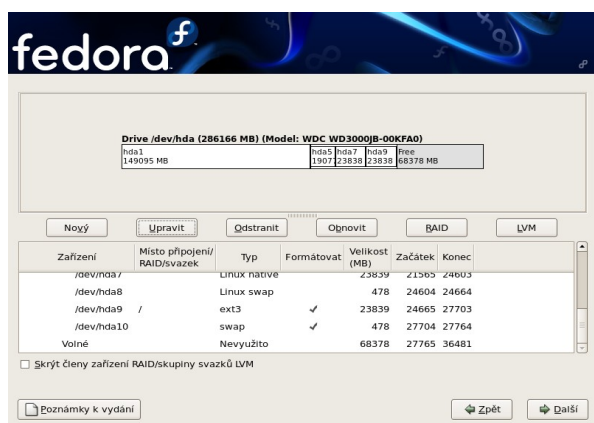 fedora
Drive /dev/hda (286166 MB) (Model: WDC WD3000JB-00KFA0)
hda1 hda5 hda7 hda9 Free
149095 MB 1907 23838 23838 68378 MB
Nový Upravit Odstranit Obnovit RAID LVM
Zařízení Místo připojení/ RAID/svazek Typ Formátovat Velikost (MB) Začátek Konec
/dev/hda7 Linux native 23839 21565 24603
/dev/hda8 Linux swap 478 24604 24664
/dev/hda9 / ext3 ✔ 23839 24665 27703
/dev/hda10 swap ✔ 478 27704 27764
Volné Nevyužito 68378 27765 36481
Skrýt členy zařízení RAID/skupiny svazků LVM
Poznámky k vydání Zpět Další